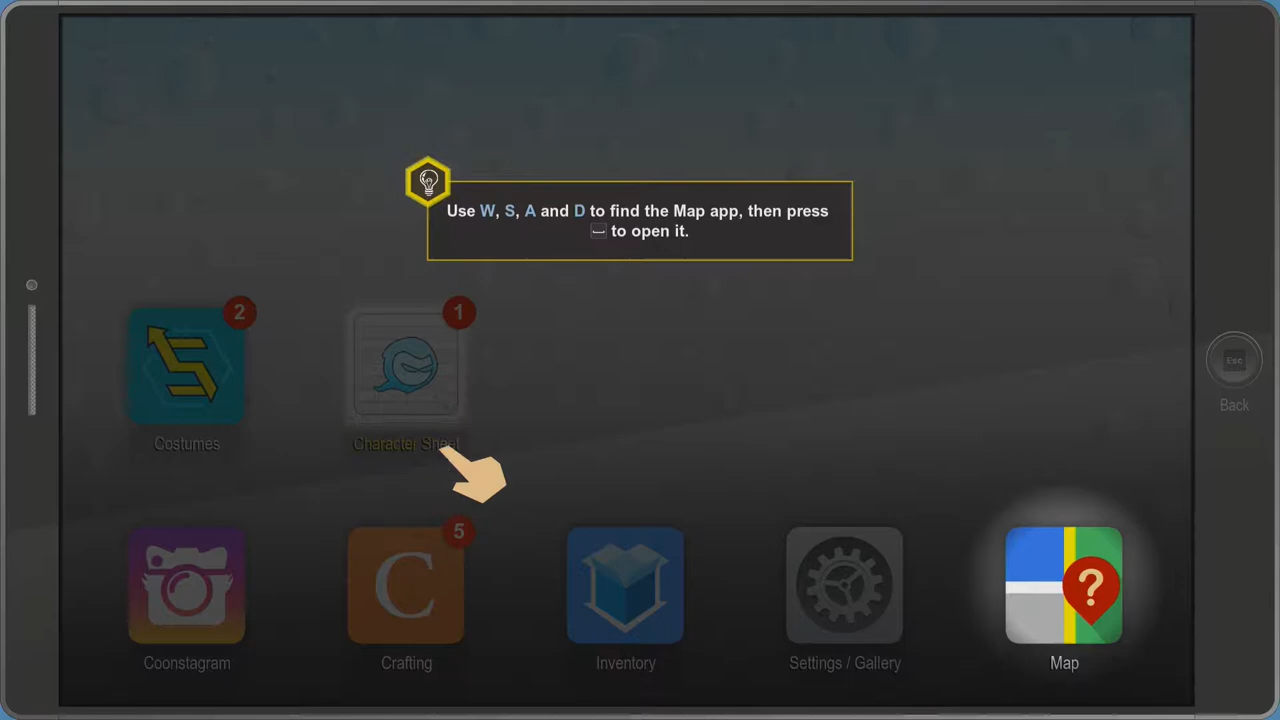 Use W, S, A and D to find the Map app, then press
to open it.
2
1
Esc
Back
Costumes
Character Sheet
5
C
?
Coonstagram
Crafting
Inventory
Settings / Gallery
Map